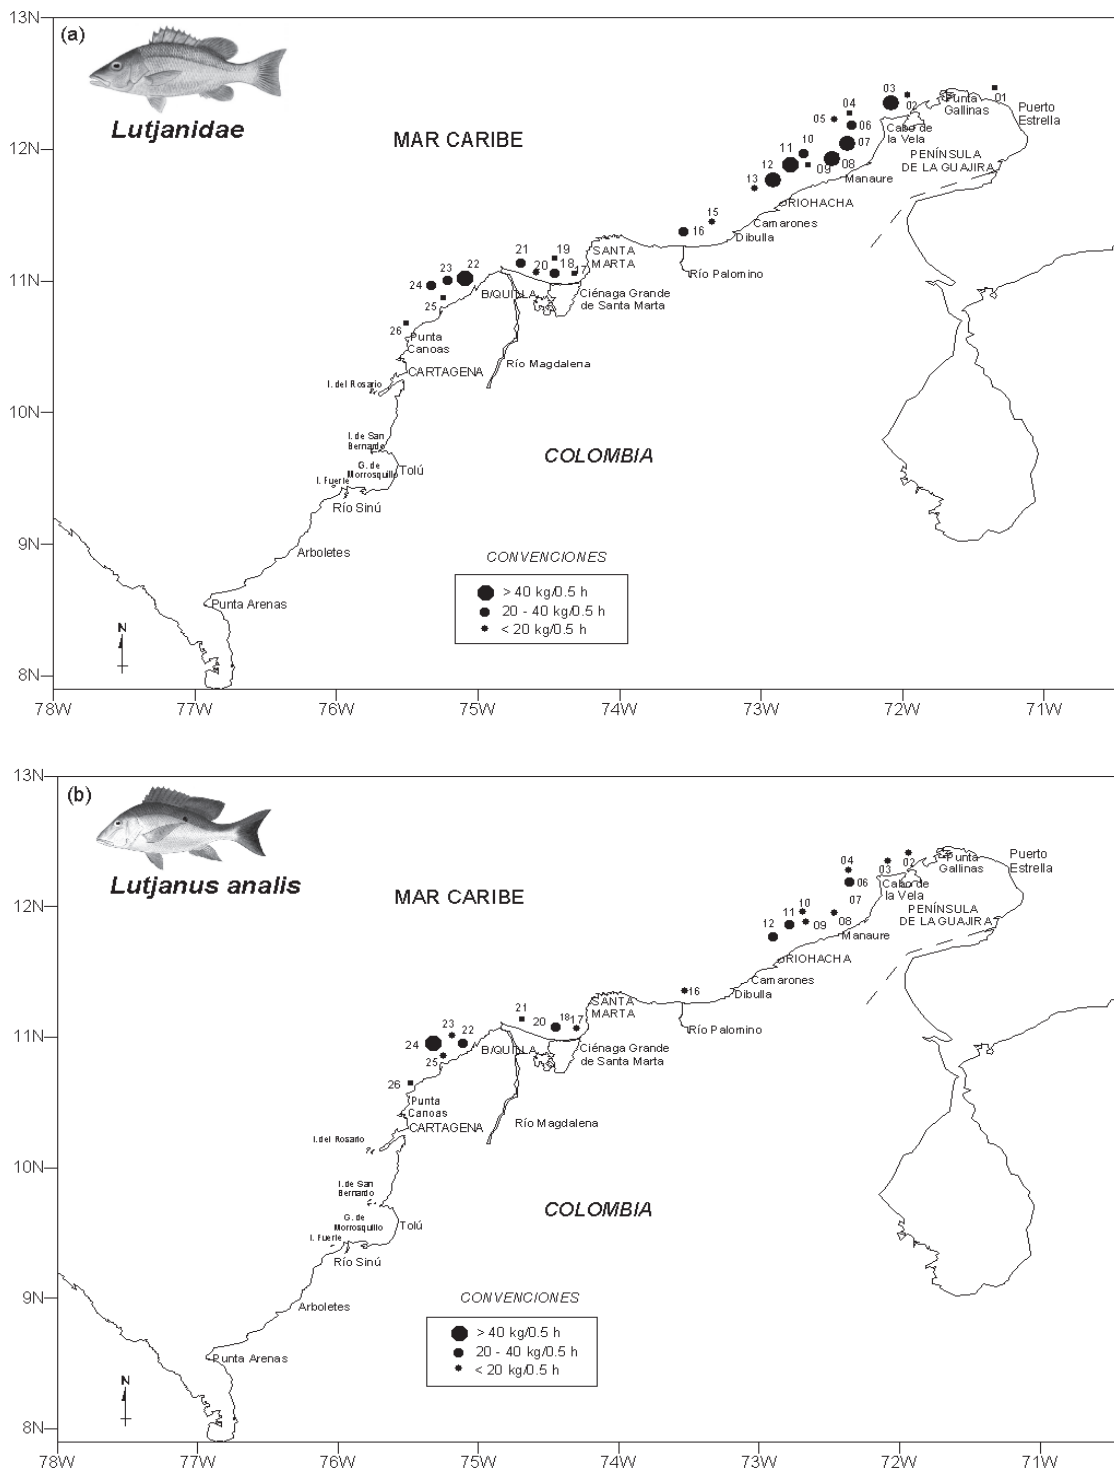 13N
(a)
Lutjanidae
MAR CARIBE
03
02
01
04
05
06
07
08
09
10
11
12
13
15
16
Punta
Gallinas
Puerto
Estrella
Cabo de
la Vela
PENÍNSULA
DE LA GUAJIRA
Manaure
RIOHACHA
Camarones
Dibulla
Río Palomino
12N
SANTA
MARTA
17
18
19
20
21
22
23
24
25
26
11N
B/QUILLA
Ciénaga Grande
de Santa Marta
Punta
Canoas
Río Magdalena
CARTAGENA
I. del Rosario
10N
I. de San
Bernardo
G. de
Morrosquillo
Tolú
I. Fuerte
Río Sinú
COLOMBIA
9N
Arboletes
Punta Arenas
CONVENCIONES
> 40 kg/0.5 h
20 - 40 kg/0.5 h
< 20 kg/0.5 h
N
8N
78W
77W
76W
75W
74W
73W
72W
71W
13N
(b)
Lutjanus analis
MAR CARIBE
04
03
02
06
07
08
09
10
11
12
16
Punta
Gallinas
Puerto
Estrella
Cabo de
la Vela
PENÍNSULA
DE LA GUAJIRA
Manaure
RIOHACHA
Camarones
Dibulla
Río Palomino
12N
SANTA
MARTA
17
18
20
21
22
23
24
25
26
11N
B/QUILLA
Ciénaga Grande
de Santa Marta
Punta
Canoas
CARTAGENA
Río Magdalena
I.del Rosario
10N
I. de San
Bernardo
G. de
Morrosquillo
Tolú
I. Fuerte
Río Sinú
COLOMBIA
9N
Arboletes
Punta Arenas
CONVENCIONES
> 40 kg/0.5 h
20 - 40 kg/0.5 h
< 20 kg/0.5 h
N
8N
78W
77W
76W
75W
74W
73W
72W
71W